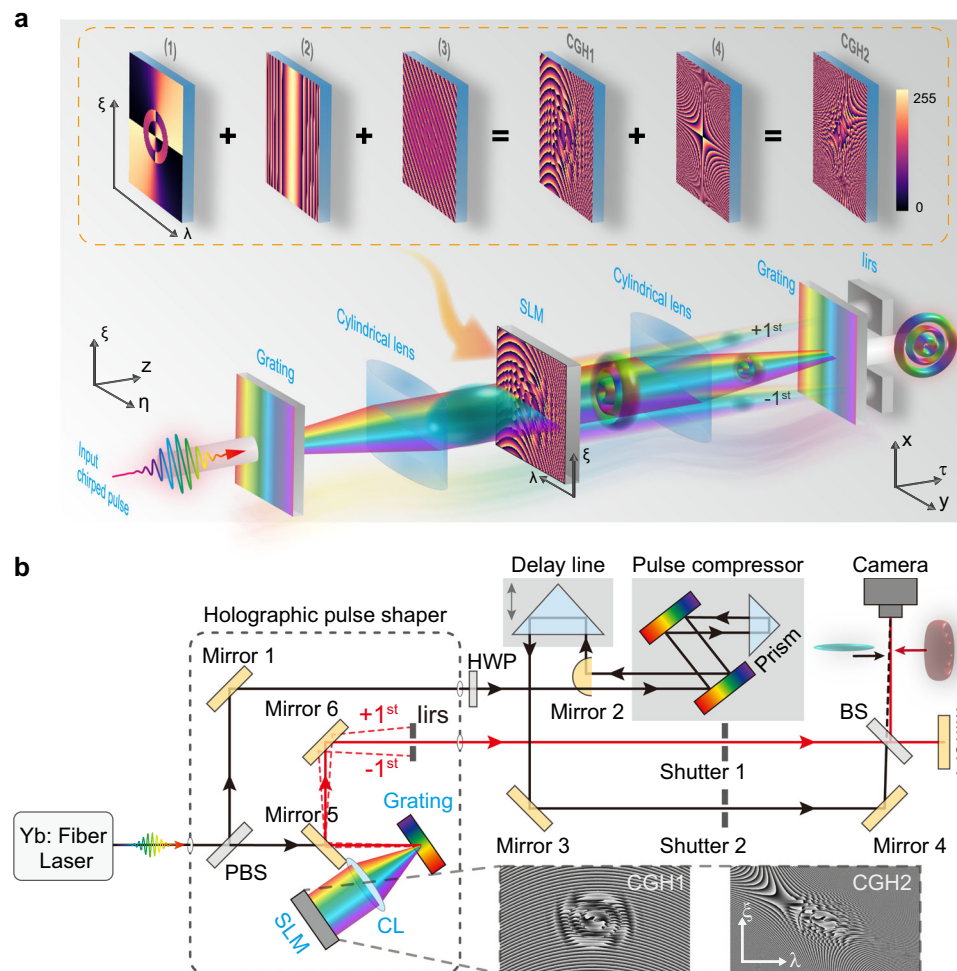 a
(1)
(2)
(3)
CGH1
(4)
CGH2
ξ
λ
+
+
=
+
=
255
0
ξ
z
η
Input
chirped pulse
Grating
Cylindrical lens
SLM
ξ
λ
Cylindrical lens
+1st
-1st
Grating
Iirs
x
τ
y
b
Delay line
Pulse compressor
Camera
Holographic pulse shaper
Mirror 1
HWP
Prism
Mirror 2
Mirror 6
+1st
Iirs
-1st
BS
Shutter 1
Mirror 5
Grating
Yb: Fiber
Laser
PBS
Mirror 3
Shutter 2
Mirror 4
CL
SLM
CGH1
CGH2
ξ
λ